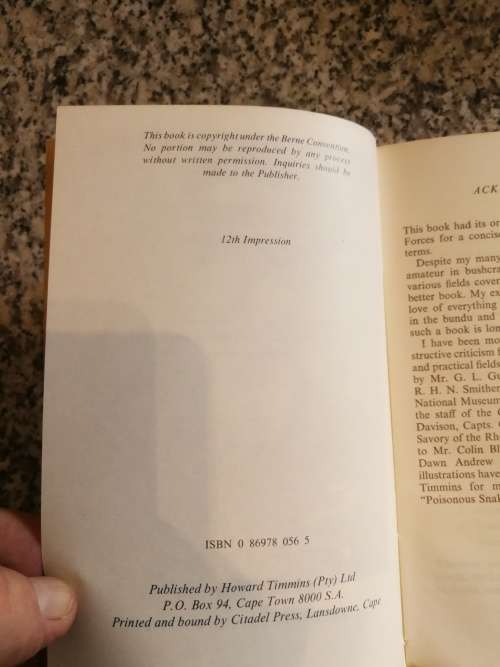 This book is copyright under the Berne Convention.
No portion may be reproduced by any process
without written permission. Inquiries should be
made to the Publisher.
12th Impression
ISBN 0 86978 056 5
Published by Howard Timmins (Pty) Ltd
P.O. Box 94, Cape Town 8000 S.A.
Printed and bound by Citadel Press, Lansdowne, Cape
ACK
This book had its or
Forces for a concise
terms.
Despite my many
amateur in bushcra
various fields cover
better book. My ex
love of everything
in the bundu and
such a book is lon
I have been mo
structive criticism f
and practical fields
by Mr. G. L. Gu
R. H. N. Smither
National Museum
the staff of the
Davison, Capts.
Savory of the Rh
to Mr. Colin Bl
Dawn Andrew
illustrations have
Timmins for m
"Poisonous Snak